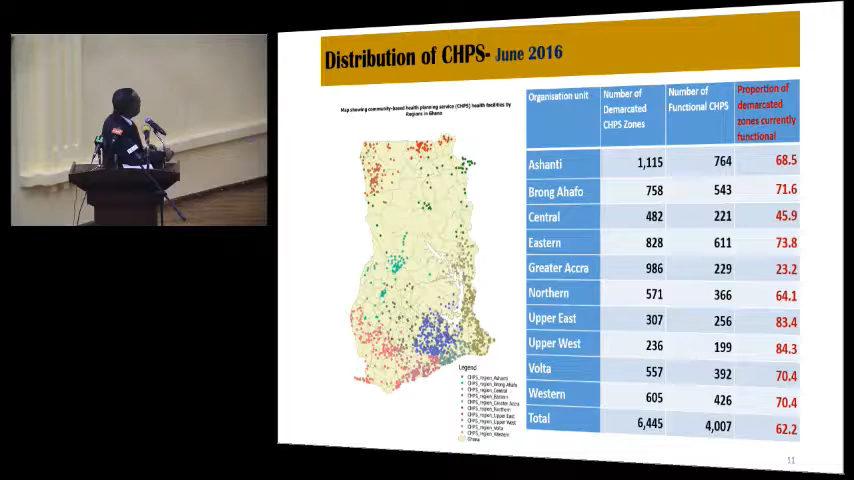 Distribution of CHPS- June 2016
Map showing community-based health planning service (CHPS) health facilities by
Regions in Ghana
Legend
CHPS_region_Ashanti
CHPS_region_Brong Ahafo
CHPS_region_Central
CHPS_region_Eastern
CHPS_region_Greater Accra
CHPS_region_Northern
CHPS_region_Upper East
CHPS_region_Upper West
CHPS_region_Volta
CHPS_region_Western
Ghana
Organisation unit
Number of
Demarcated
CHPS Zones
Number of
Functional CHPS
Proportion of
demarcated
zones currently
functional
Ashanti 1,115 764 68.5
Brong Ahafo 758 543 71.6
Central 482 221 45.9
Eastern 828 611 73.8
Greater Accra 986 229 23.2
Northern 571 366 64.1
Upper East 307 256 83.4
Upper West 236 199 84.3
Volta 557 392 70.4
Western 605 426 70.4
Total 6,445 4,007 62.2
11